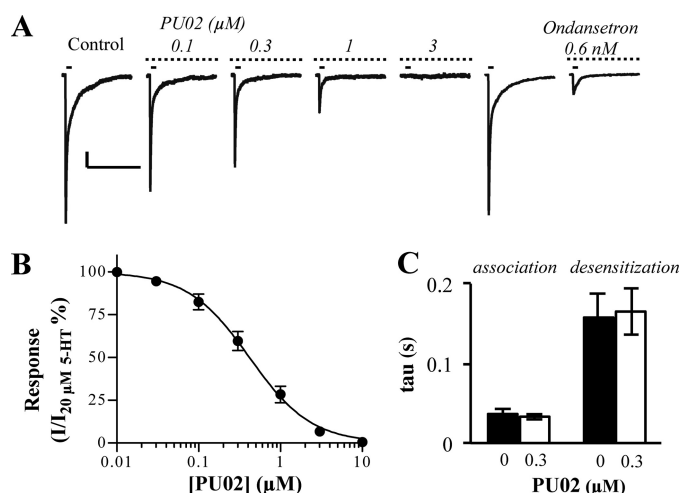 A
PU02 (µM)
Control 0.1 0.3 1 3
Ondansetron
0.6 nM
B
Response
(I/I20 µM 5-HT %)
100
75
50
25
0
0.01 0.1 1 10
[PU02] (µM)
C
association desensitization
tau (s)
0.2
0.1
0
0 0.3 0 0.3
PU02 (µM)